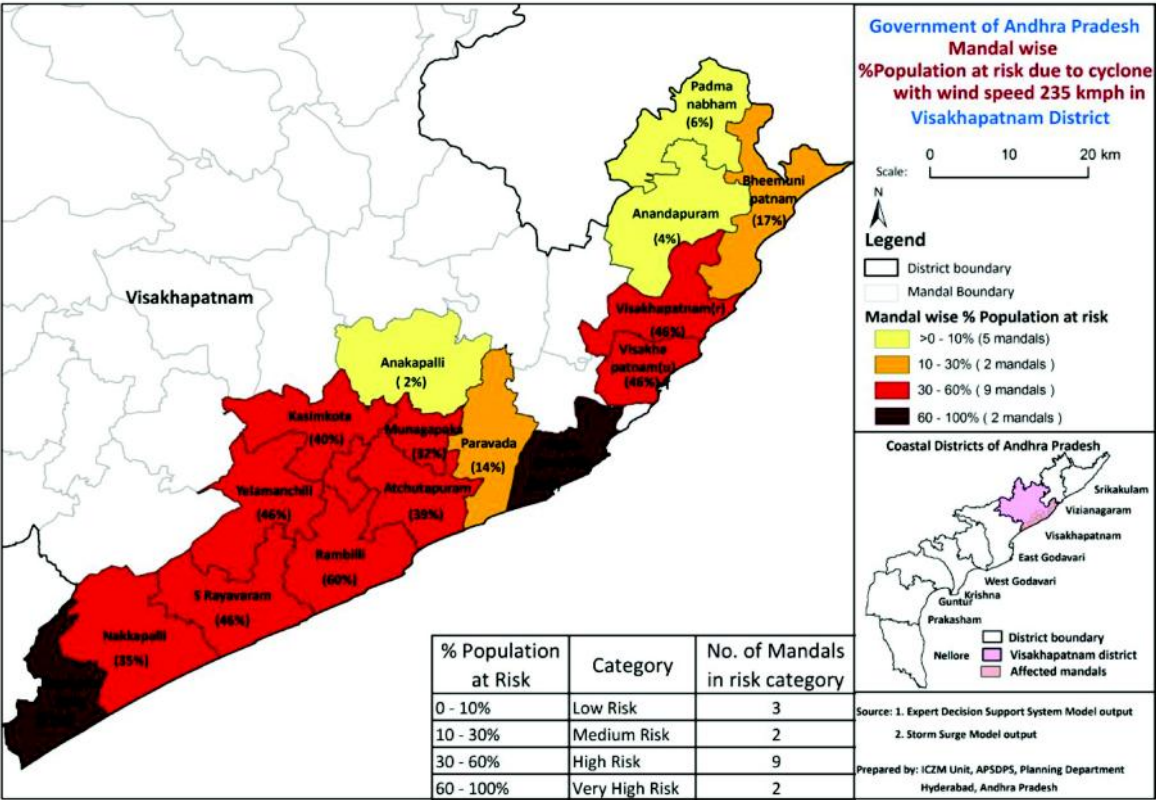 Government of Andhra Pradesh
Mandal wise
%Population at risk due to cyclone
with wind speed 235 kmph in
Visakhapatnam District
0 10 20 km
Scale:
N
Legend
District boundary
Mandal Boundary
Mandal wise % Population at risk
>0 - 10% (5 mandals)
10 - 30% ( 2 mandals )
30 - 60% ( 9 mandals )
60 - 100% ( 2 mandals )
Padma
nabham
(6%)
Bheemuni
patnam
(17%)
Anandapuram
(4%)
Visakhapatnam
Visakhapatnam(r)
(46%)
Visakha
patnam(u)
(46%)
Anakapalli
( 2%)
Kasimkota
(40%)
Munagapaka
(32%)
Paravada
(14%)
Yelamanchili
(46%)
Atchutapuram
(39%)
Rambilli
(60%)
S Rayavaram
(46%)
Nakkapalli
(35%)
% Population
at Risk
Category
No. of Mandals
in risk category
0 - 10% Low Risk 3
10 - 30% Medium Risk 2
30 - 60% High Risk 9
60 - 100% Very High Risk 2
Coastal Districts of Andhra Pradesh
Srikakulam
Vizianagaram
Visakhapatnam
East Godavari
West Godavari
Krishna
Guntur
Prakasham
Nellore
District boundary
Visakhapatnam district
Affected mandals
Source: 1. Expert Decision Support System Model output
2. Storm Surge Model output
Prepared by: ICZM Unit, APSDPS, Planning Department
Hyderabad, Andhra Pradesh